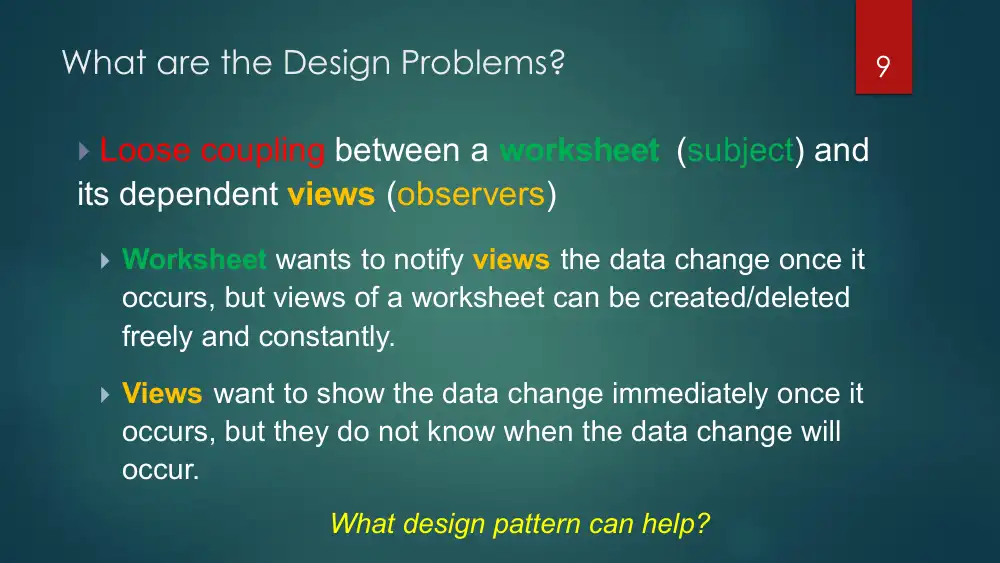 What are the Design Problems?
9
Loose coupling between a worksheet (subject) and
its dependent views (observers)
Worksheet wants to notify views the data change once it
occurs, but views of a worksheet can be created/deleted
freely and constantly.
Views want to show the data change immediately once it
occurs, but they do not know when the data change will
occur.
What design pattern can help?